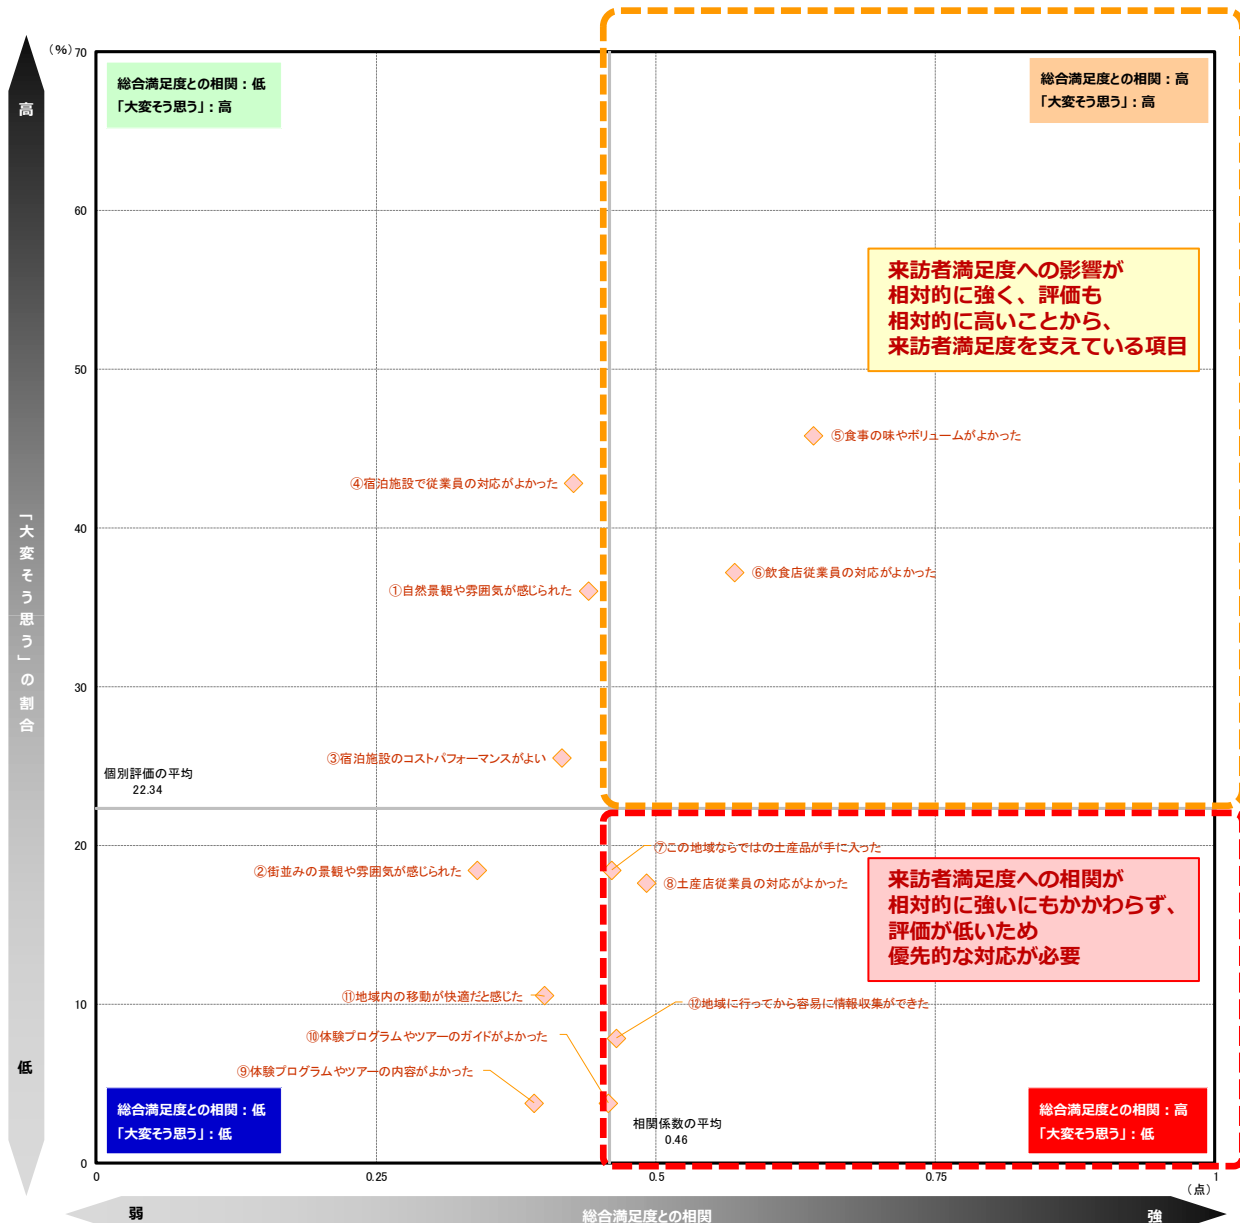 （%）
70
60
50
40
30
20
10
0
高
「大変そう思う」の割合
低
総合満足度との相関：低
「大変そう思う」：高
総合満足度との相関：高
「大変そう思う」：高
来訪者満足度への影響が
相対的に強く、評価も
相対的に高いことから、
来訪者満足度を支えている項目
⑤食事の味やボリュームがよかった
④宿泊施設で従業員の対応がよかった
⑥飲食店従業員の対応がよかった
①自然景観や雰囲気が感じられた
③宿泊施設のコストパフォーマンスがよい
個別評価の平均
22.34
⑦この地域ならではの土産品が手に入った
②街並みの景観や雰囲気が感じられた
⑧土産店従業員の対応がよかった
来訪者満足度への相関が
相対的に強いにもかかわらず、
評価が低いため
優先的な対応が必要
⑪地域内の移動が快適だと感じた
⑫地域に行ってから容易に情報収集ができた
⑩体験プログラムやツアーのガイドがよかった
⑨体験プログラムやツアーの内容がよかった
総合満足度との相関：低
「大変そう思う」：低
相関係数の平均
0.46
総合満足度との相関：高
「大変そう思う」：低
0
0.25
0.5
0.75
1
（点）
弱
総合満足度との相関
強